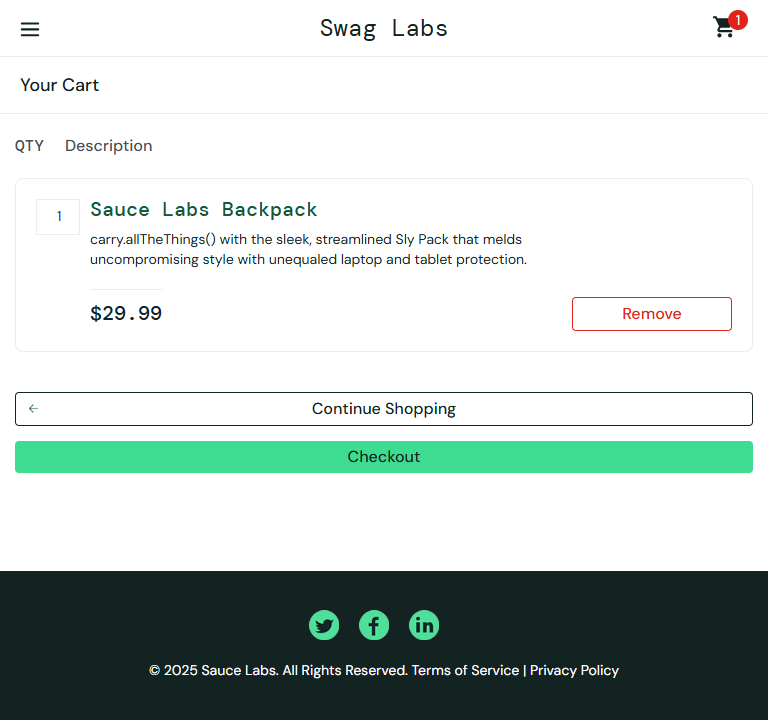 Swag Labs
1
Your Cart
QTY Description
1
Sauce Labs Backpack
carry.allTheThings() with the sleek, streamlined Sly Pack that melds
uncompromising style with unequaled laptop and tablet protection.
$29.99
Remove
Continue Shopping
Checkout
© 2025 Sauce Labs. All Rights Reserved. Terms of Service | Privacy Policy